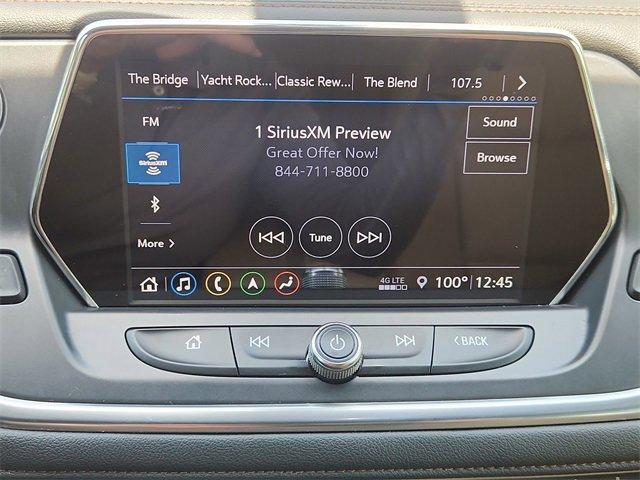 The Bridge Yacht Rock... Classic Rew... The Blend 107.5
FM
1 SiriusXM Preview
Sound
Great Offer Now!
SiriusXM
Browse
844-711-8800
Tune
More >
4G LTE
100° 12:45
BACK